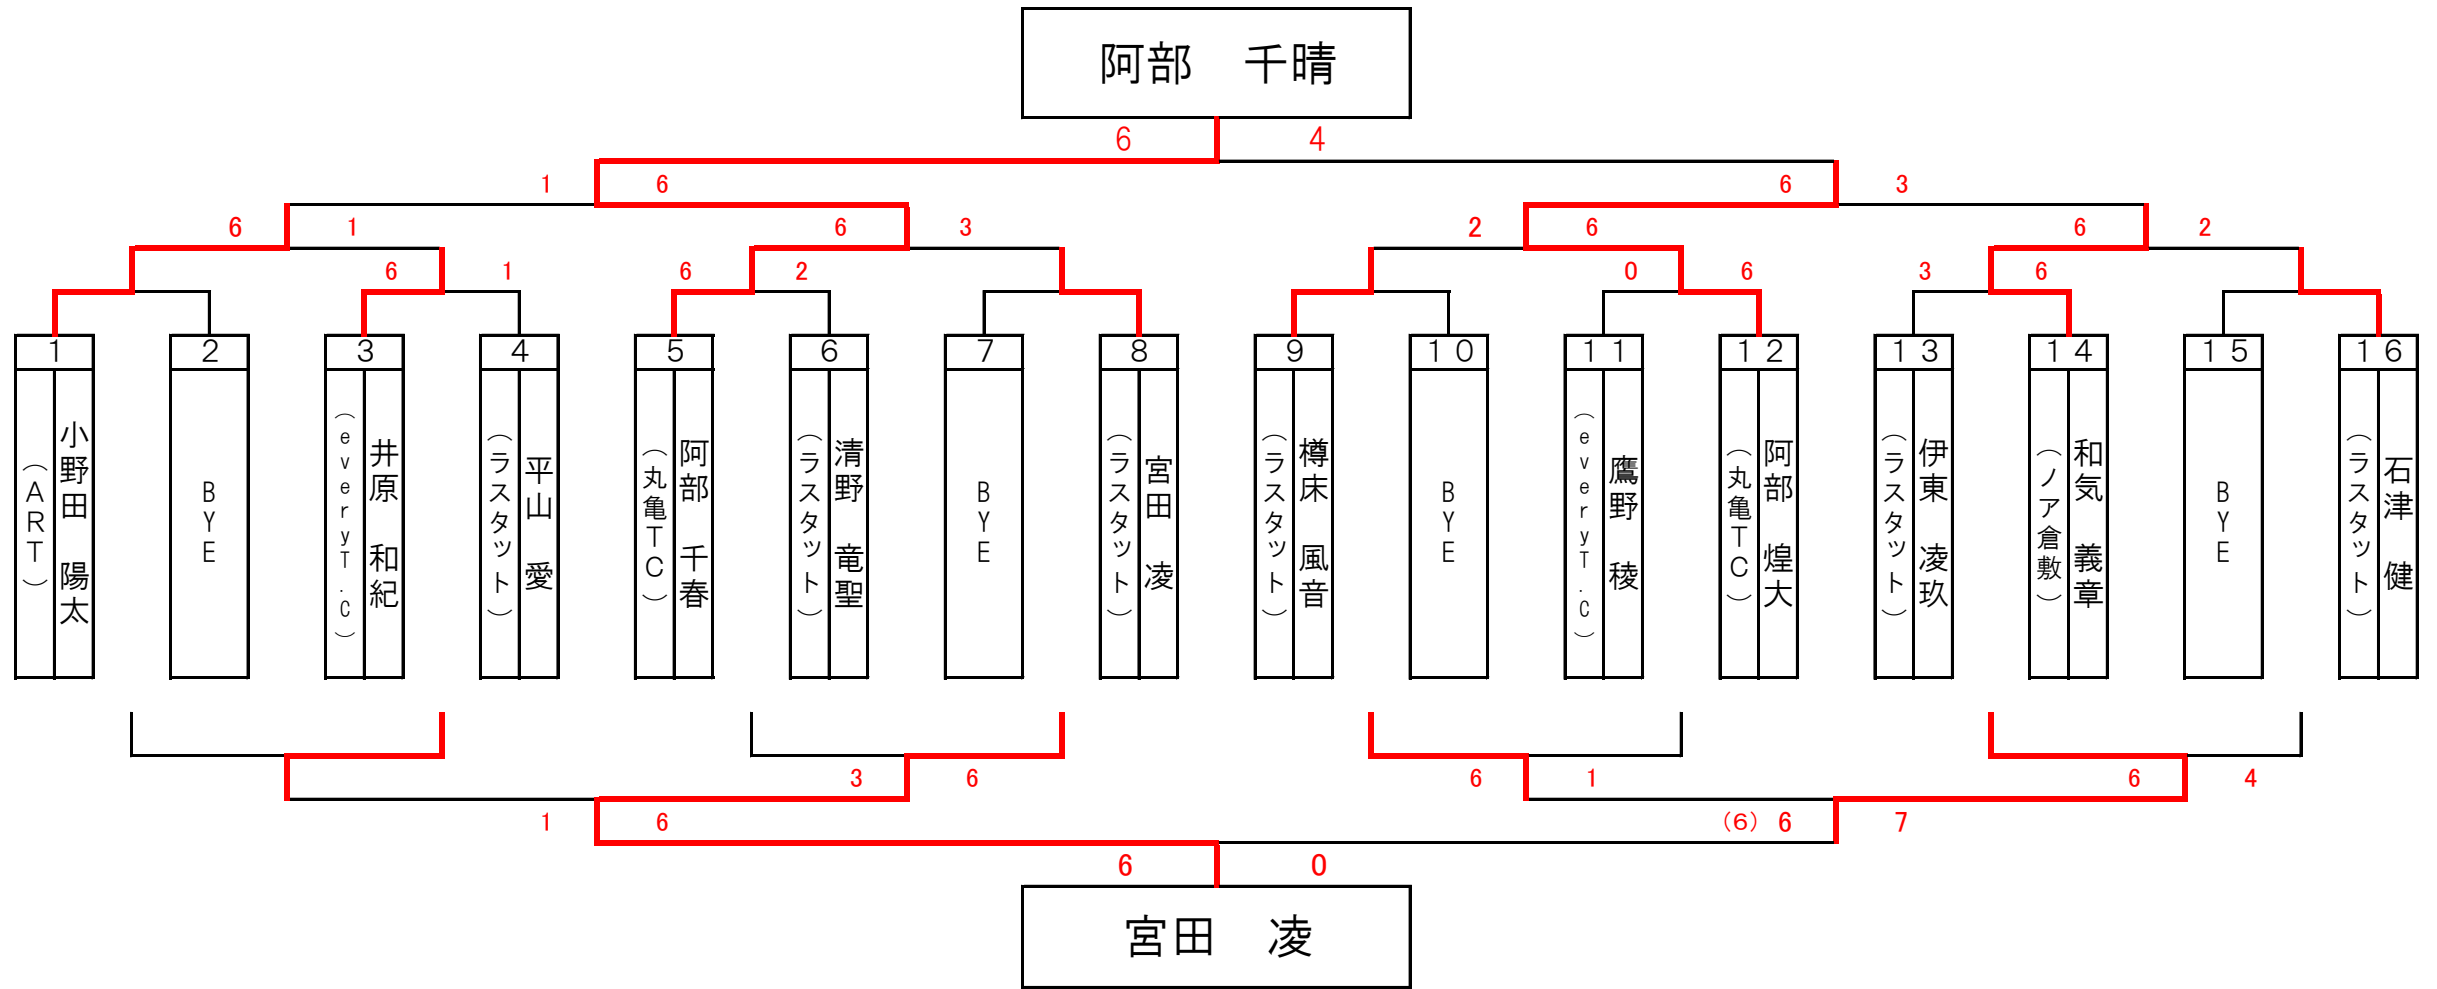 阿部　千晴
6 4
1 6 6 3
6 1 6 3 2 6 6 2
6 1 6 2 0 6 3 6
1 2 3 4 5 6 7 8 9 10 11 12 13 14 15 16
小野田　陽太
（ART）
BYE
井原　和紀
（everyT.C）
平山　愛
（ラスタット）
阿部　千春
（丸亀TC）
清野　竜聖
（ラスタット）
BYE
宮田　凌
（ラスタット）
樽床　風音
（ラスタット）
BYE
鷹野　稜
（everyT.C）
阿部　煌大
（丸亀TC）
伊東　凌玖
（ラスタット）
和気　義章
（ノア倉敷）
BYE
石津　健
（ラスタット）
3 6 6 1 6 4
1 6 （6） 6 7
6 0
宮田　凌